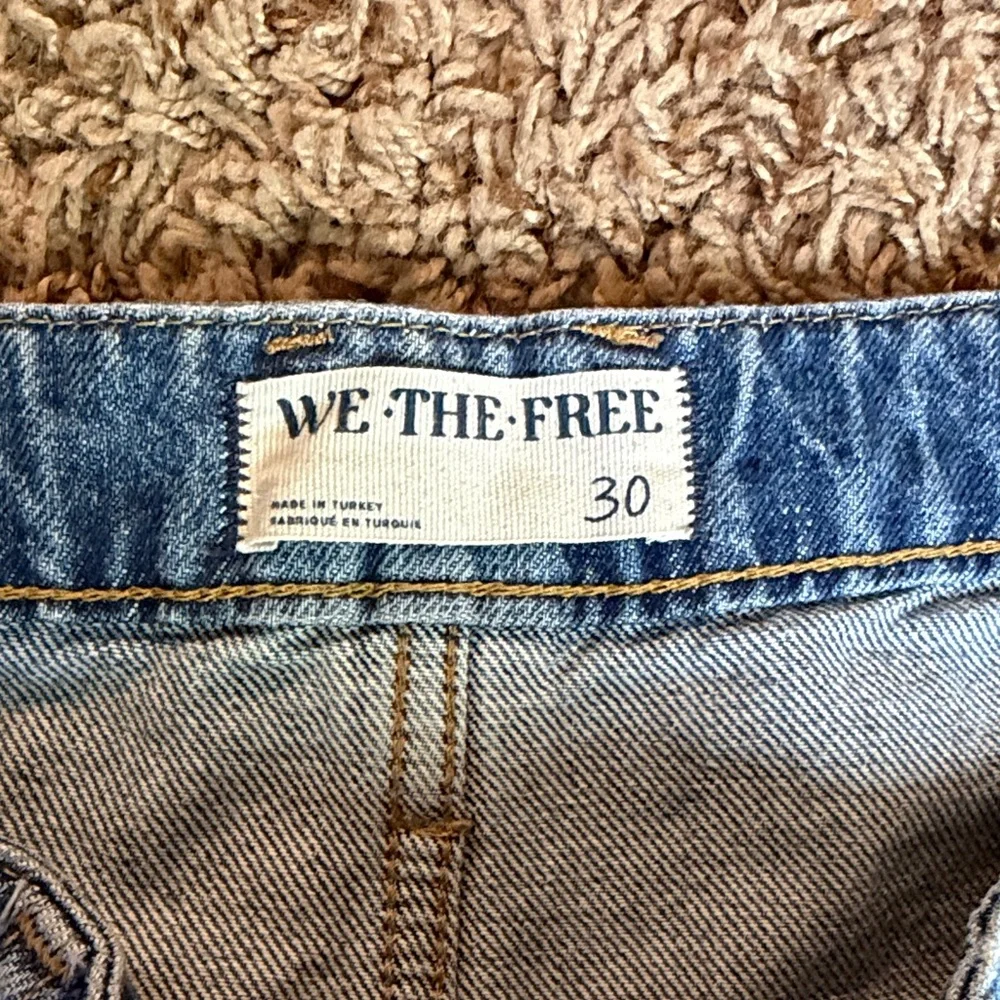 WE·THE·FREE
30
MADE IN TURKEY
FABRIQUÉ EN TURQUIE